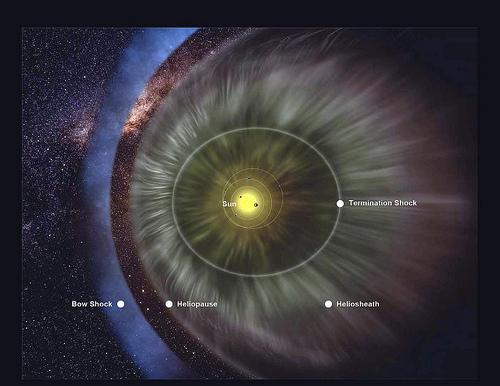 Sun
Termination Shock
Bow Shock
Heliopause
Heliosheath